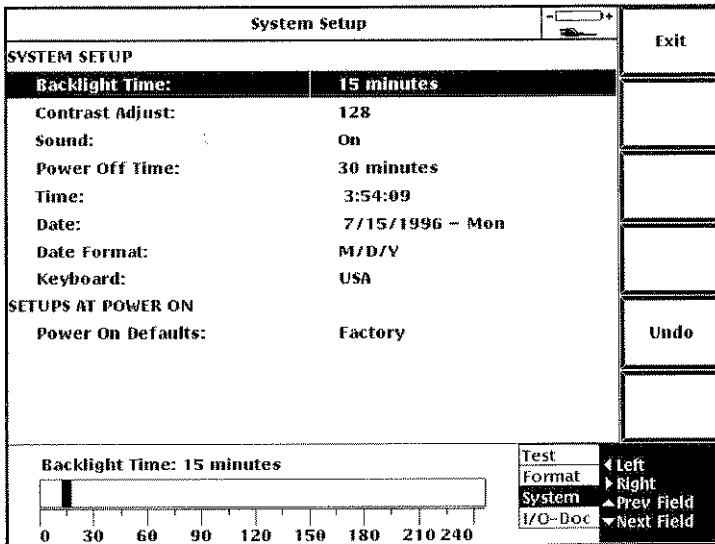 System Setup
- +
Exit
SYSTEM SETUP
Backlight Time: 15 minutes
Contrast Adjust: 128
Sound: On
Power Off Time: 30 minutes
Time: 3:54:09
Date: 7/15/1996 - Mon
Date Format: M/D/Y
Keyboard: USA
SETUPS AT POWER ON
Power On Defaults: Factory
Undo
Backlight Time: 15 minutes
0 30 60 90 120 150 180 210 240
Test
Format
System
I/O-Doc
Left
Right
Prev Field
Next Field